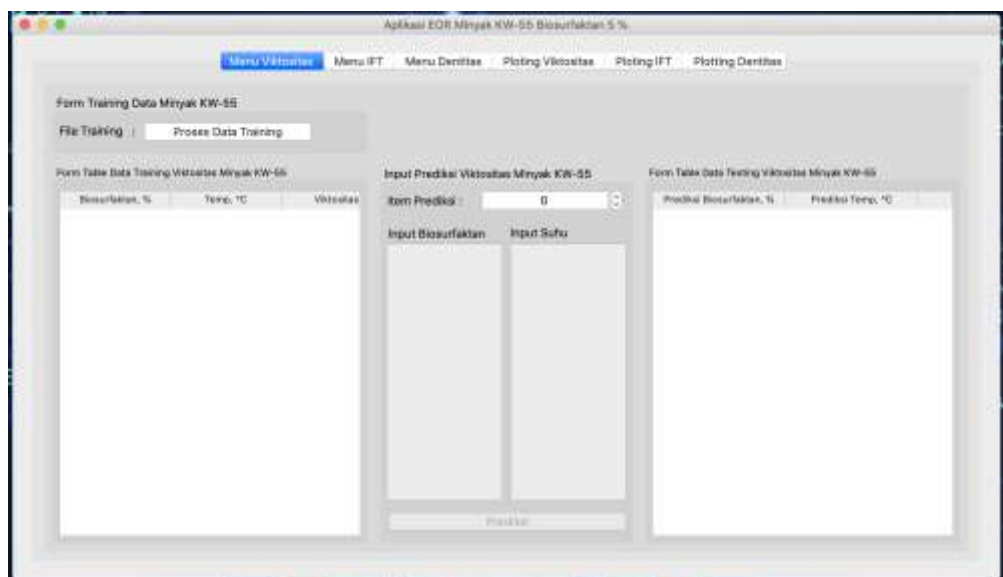 Aplikasi EOR Minyak KW-55 Biosurfaktan 5 %
Menu Viktositas Menu IFT Menu Dentitas Ploting Viktositas Ploting IFT Plotting Dentitas
Form Training Data Minyak KW-55
File Training : Proses Data Training
Form Table Data Training Viktositas Minyak KW-55
Biosurfaktan, % Temp, °C Viktositas
Input Prediksi Viktositas Minyak KW-55
Item Prediksi : 0
Input Biosurfaktan Input Suhu
Prediksi
Form Table Data Testing Viktositas Minyak KW-55
Prediksi Biosurfaktan, % Prediksi Temp, °C